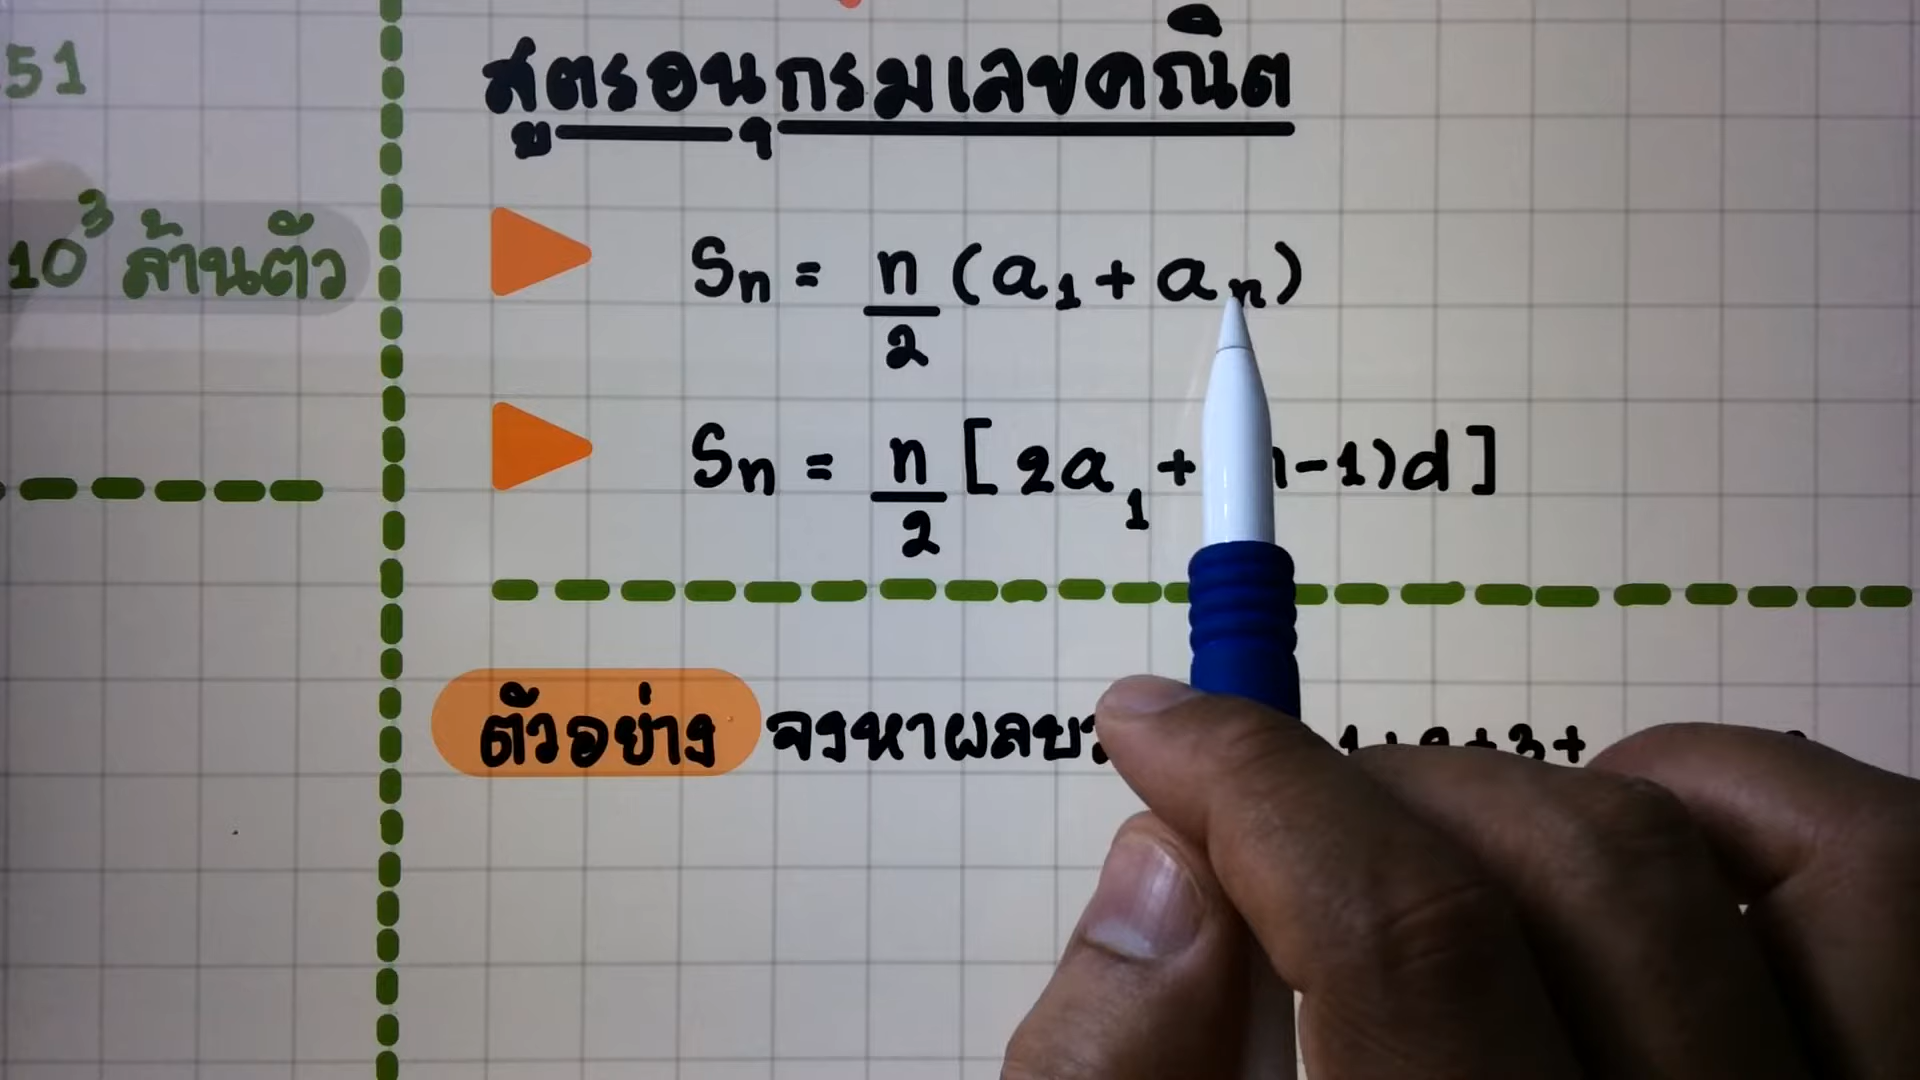 51
10³ ล้านตัว
สูตรอนุกรมเลขคณิต
Sn = n/2 (a₁ + an)
Sn = n/2 [2a₁ + -1)d]
ตัวอย่าง จงหาผล 3+